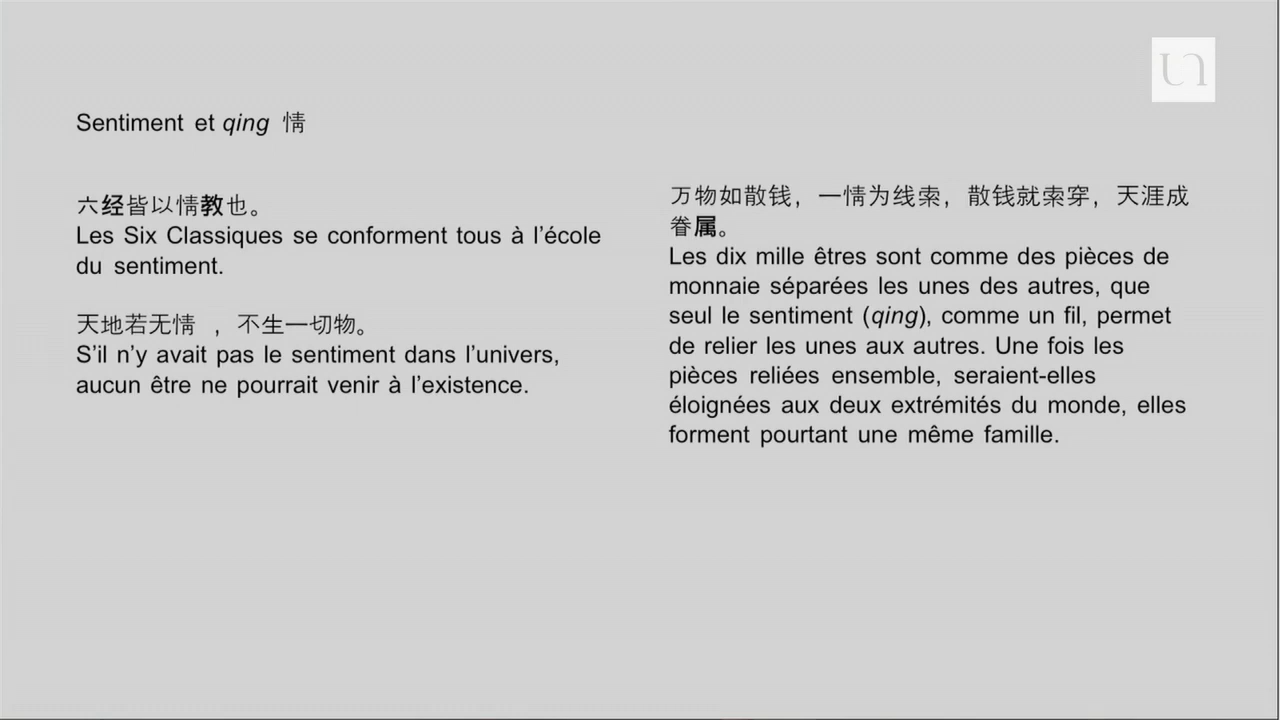 Sentiment et qing 情
六经皆以情教也。
Les Six Classiques se conforment tous à l’école
du sentiment.
天地若无情 ，不生一切物。
S’il n’y avait pas le sentiment dans l’univers,
aucun être ne pourrait venir à l’existence.
万物如散钱，一情为线索，散钱就索穿，天涯成
眷属。
Les dix mille êtres sont comme des pièces de
monnaie séparées les unes des autres, que
seul le sentiment (qing), comme un fil, permet
de relier les unes aux autres. Une fois les
pièces reliées ensemble, seraient-elles
éloignées aux deux extrémités du monde, elles
forment pourtant une même famille.